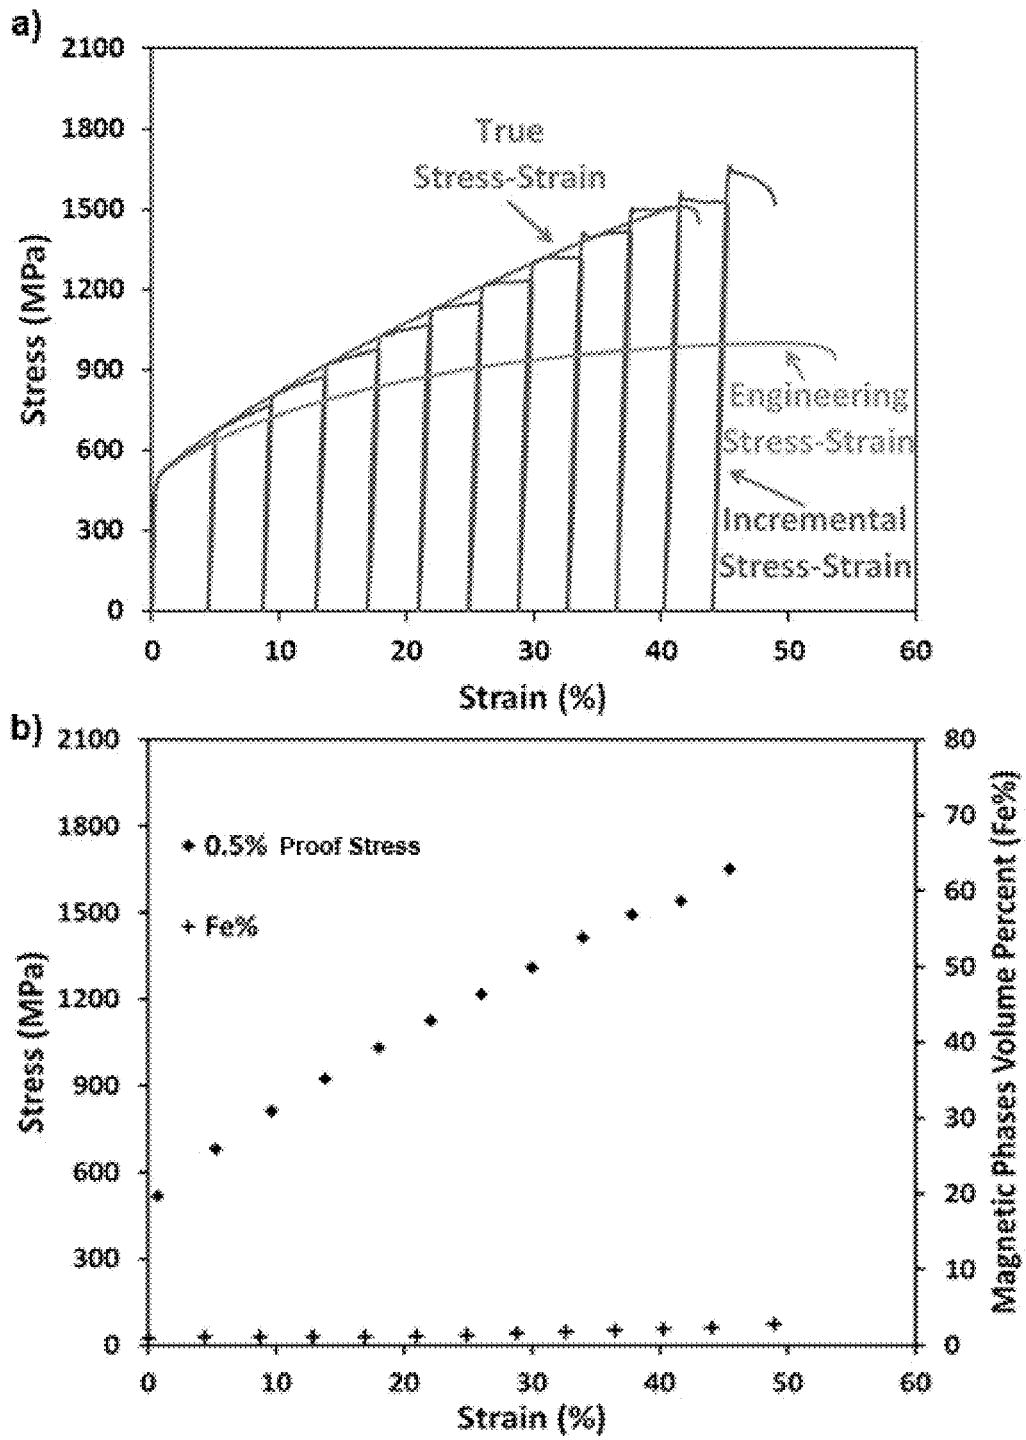 a)
2100
1800
1500
1200
900
600
300
0
Stress (MPa)
True
Stress-Strain
Engineering
Stress-Strain
Incremental
Stress-Strain
0 10 20 30 40 50 60
Strain (%)
b)
2100
1800
1500
1200
900
600
300
0
Stress (MPa)
0.5% Proof Stress
Fe%
80
70
60
50
40
30
20
10
0
Magnetic Phases Volume Percent (Fe%)
0 10 20 30 40 50 60
Strain (%)